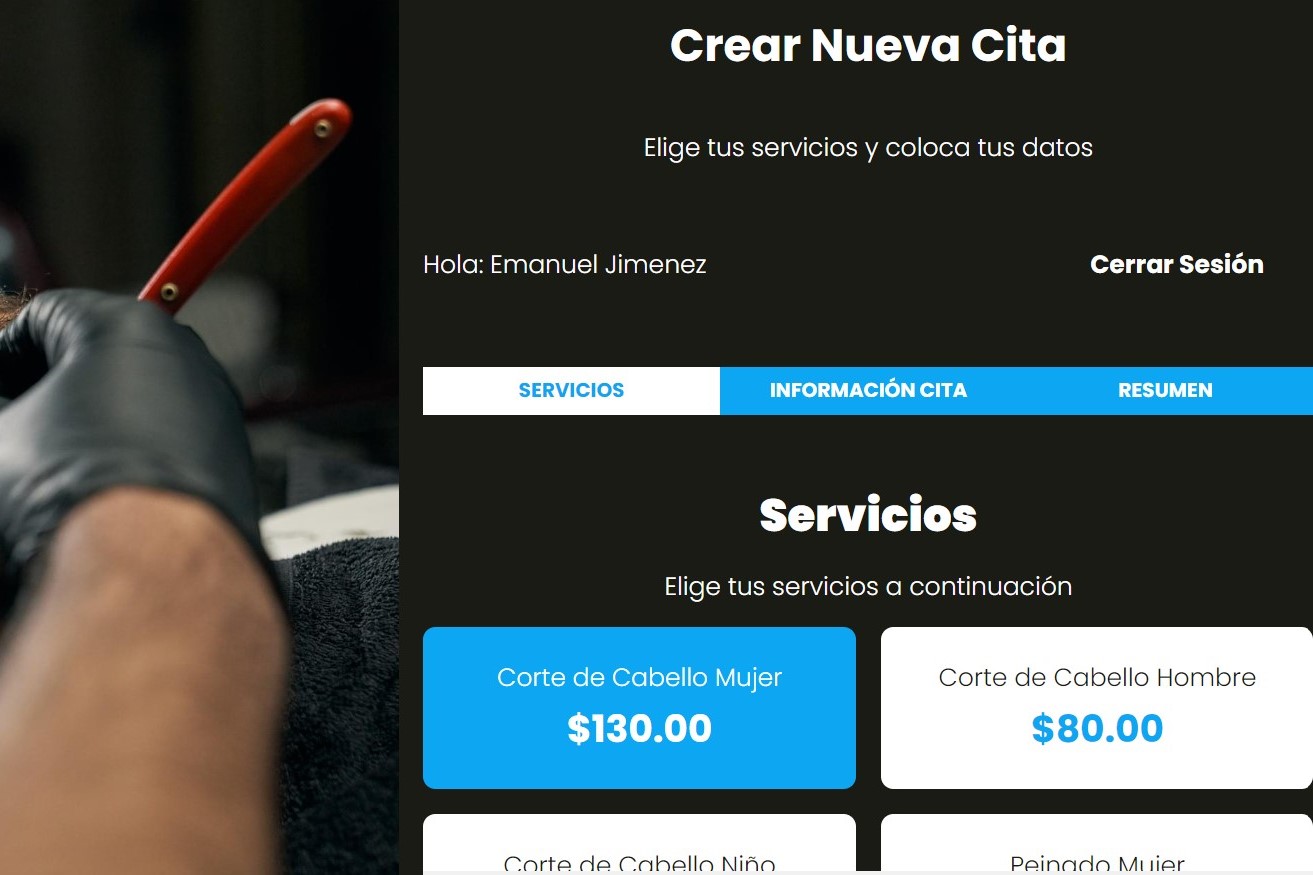 Crear Nueva Cita
Elige tus servicios y coloca tus datos
Hola: Emanuel Jimenez
Cerrar Sesión
SERVICIOS
INFORMACIÓN CITA
RESUMEN
Servicios
Elige tus servicios a continuación
Corte de Cabello Mujer
$130.00
Corte de Cabello Hombre
$80.00
Corte de Cabello Niño
Peinado Mujer